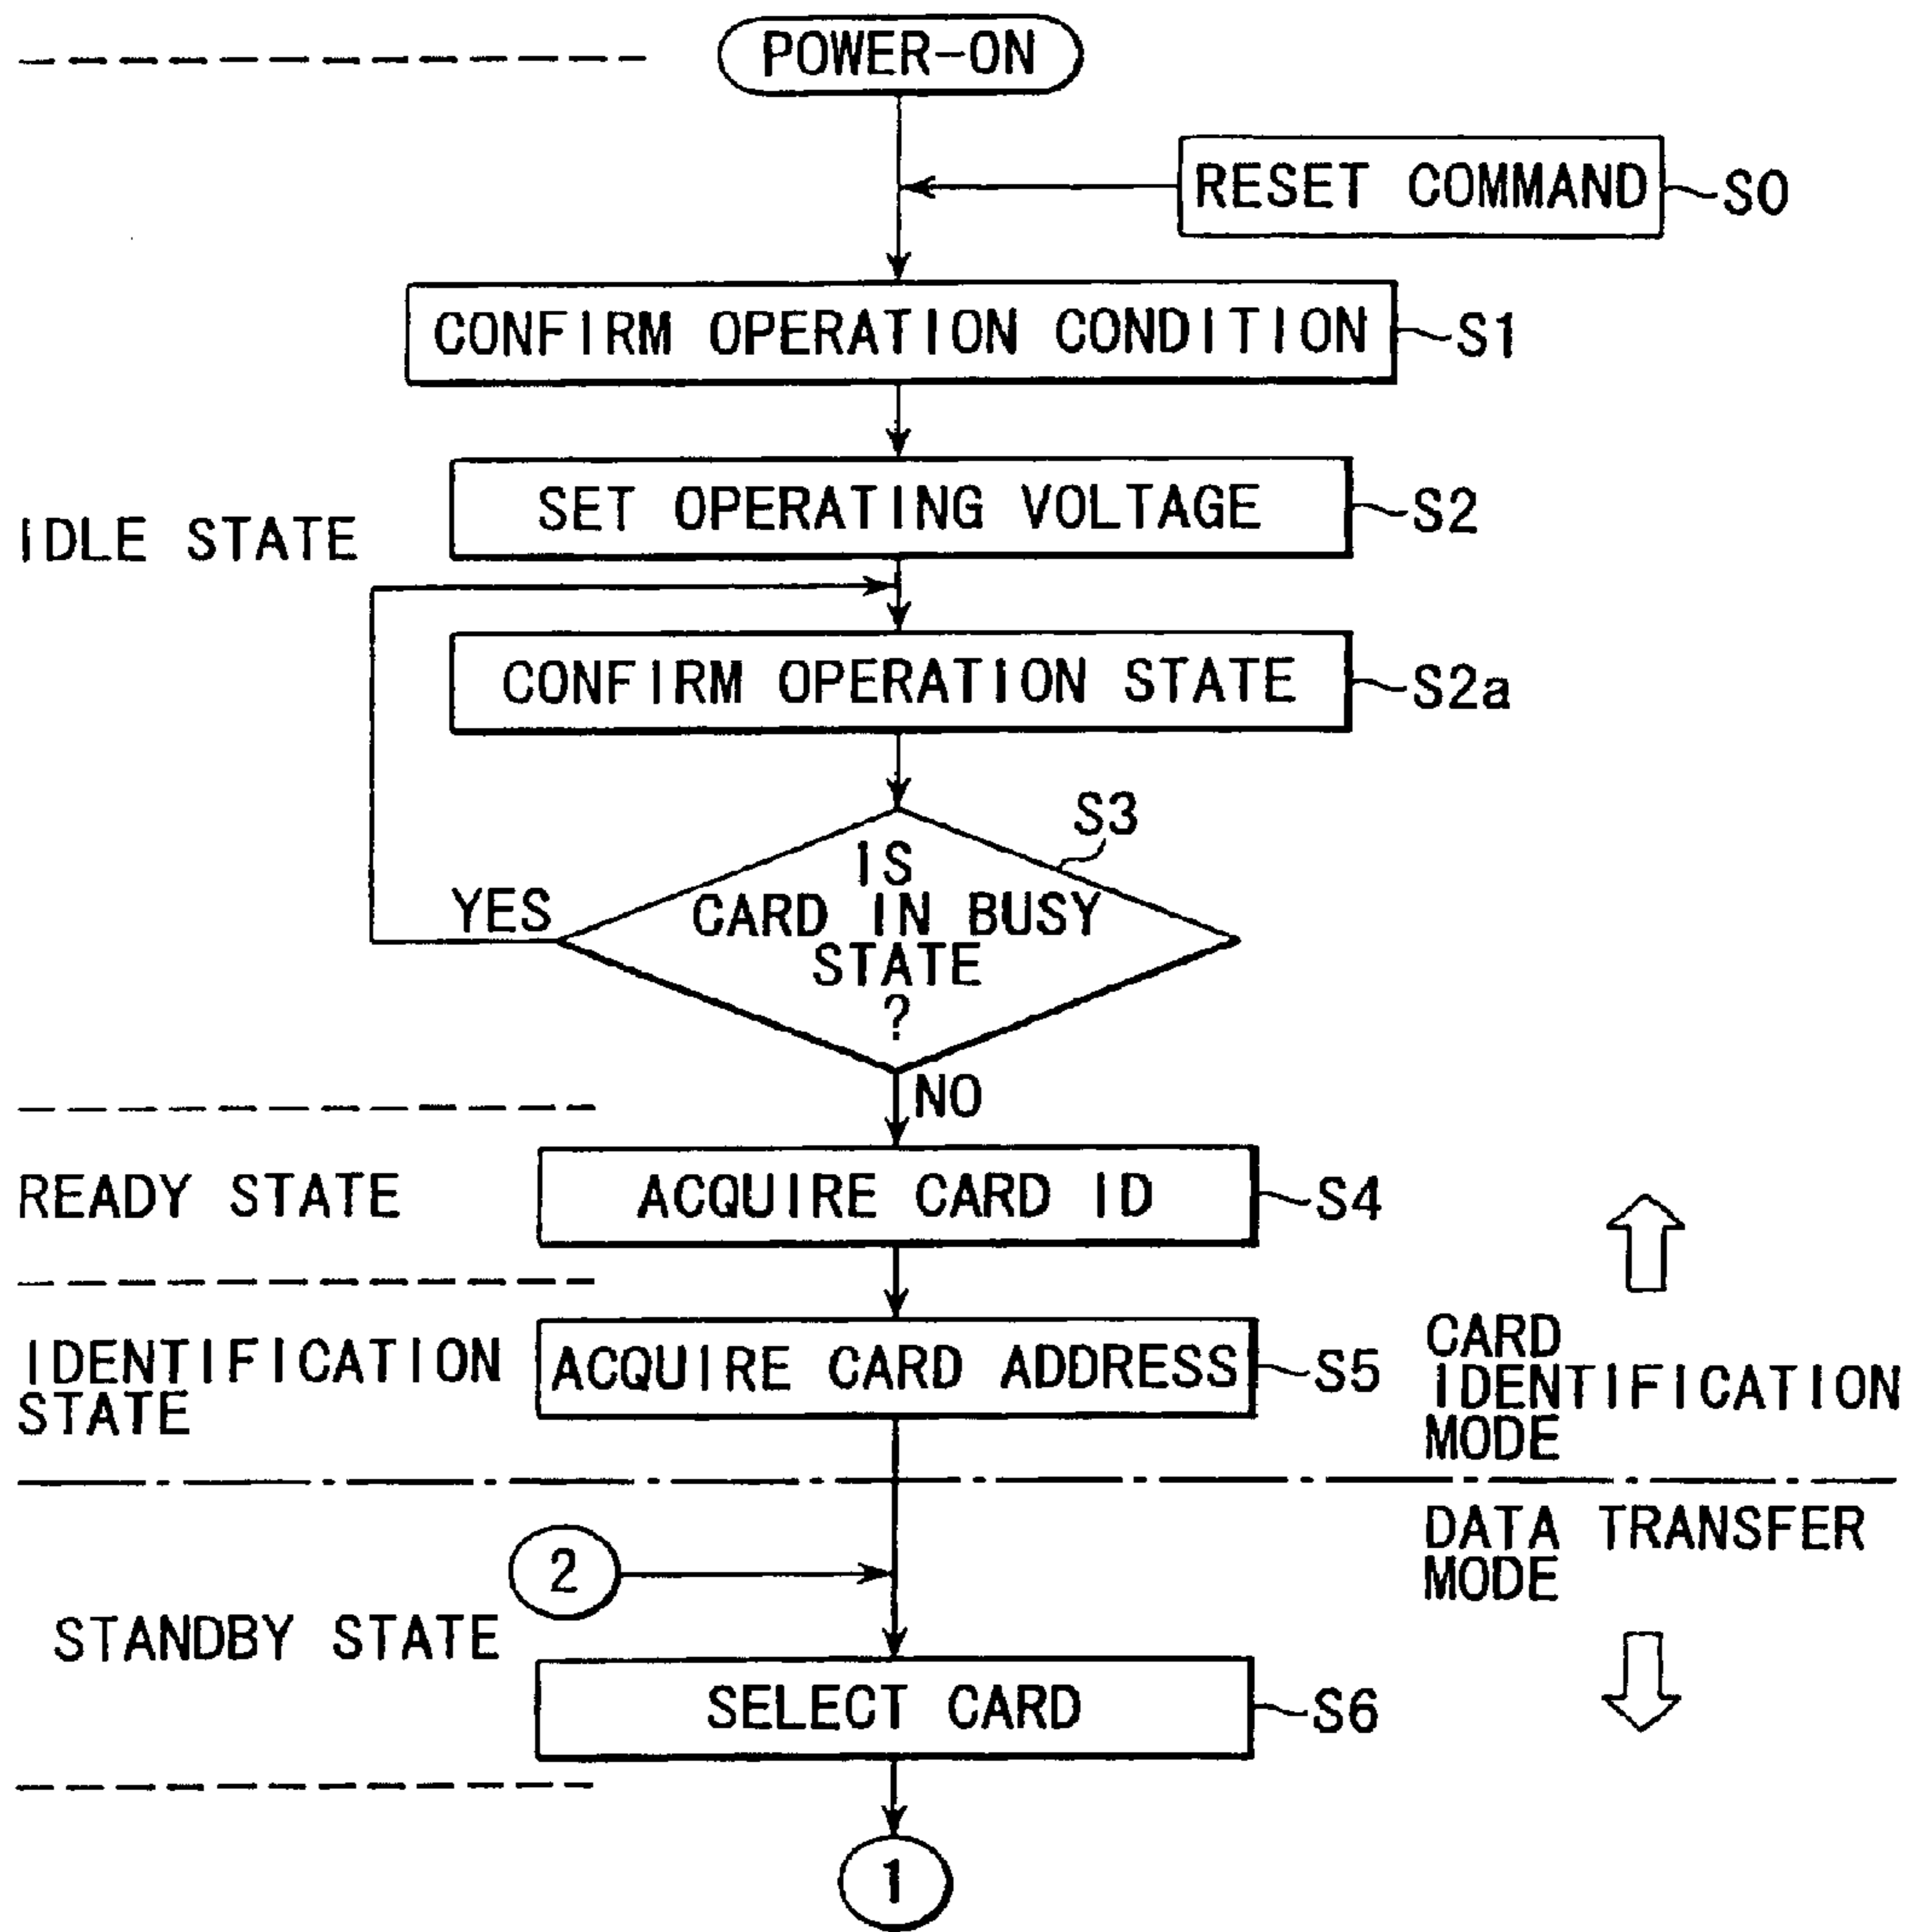 POWER-ON
RESET COMMAND
S0
CONFIRM OPERATION CONDITION
S1
SET OPERATING VOLTAGE
S2
IDLE STATE
CONFIRM OPERATION STATE
S2a
S3
IS
CARD IN BUSY
STATE
?
YES
NO
READY STATE
ACQUIRE CARD ID
S4
IDENTIFICATION
STATE
ACQUIRE CARD ADDRESS
S5
CARD
IDENTIFICATION
MODE
DATA TRANSFER
MODE
2
STANDBY STATE
SELECT CARD
S6
1